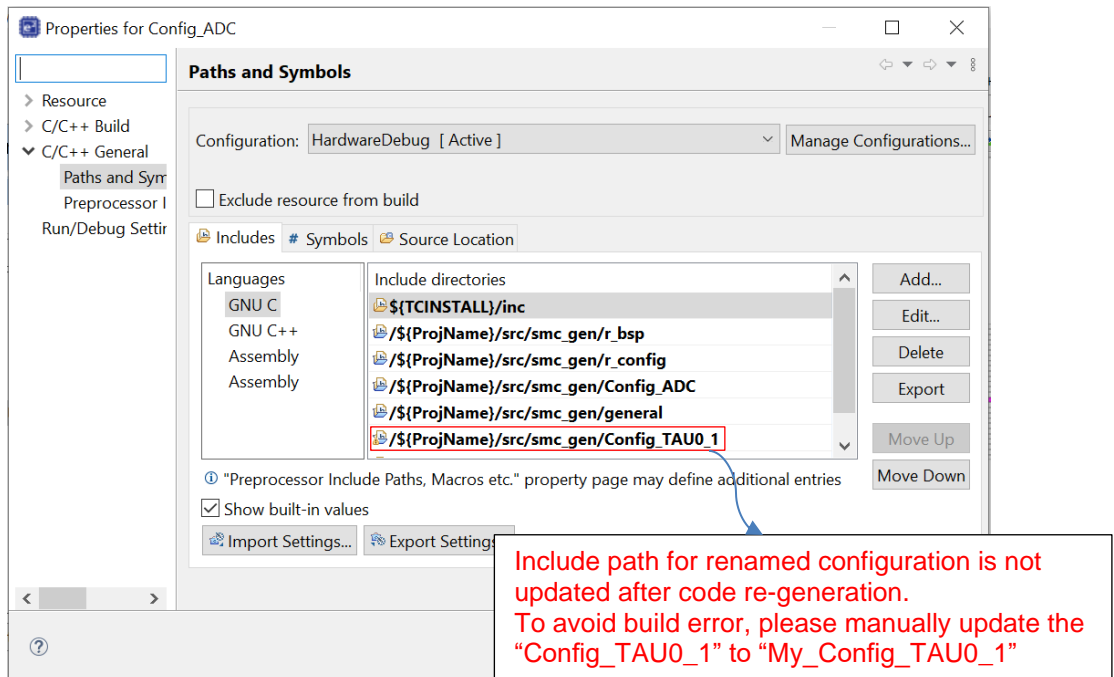 Properties for Config_ADC
Paths and Symbols
Resource
C/C++ Build
C/C++ General
Paths and Sym
Preprocessor I
Run/Debug Settin
Configuration: HardwareDebug [ Active ]
Manage Configurations...
Exclude resource from build
Includes # Symbols Source Location
Languages
GNU C
GNU C++
Assembly
Assembly
Include directories
${TCINSTALL}/inc
/${ProjName}/src/smc_gen/r_bsp
/${ProjName}/src/smc_gen/r_config
/${ProjName}/src/smc_gen/Config_ADC
/${ProjName}/src/smc_gen/general
/${ProjName}/src/smc_gen/Config_TAU0_1
Add...
Edit...
Delete
Export
Move Up
Move Down
"Preprocessor Include Paths, Macros etc." property page may define additional entries
Show built-in values
Import Settings... Export Settings
Include path for renamed configuration is not
updated after code re-generation.
To avoid build error, please manually update the
“Config_TAU0_1” to “My_Config_TAU0_1”